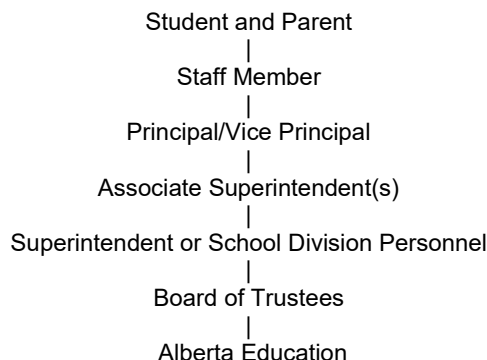 Student and Parent
Staff Member
Principal/Vice Principal
Associate Superintendent(s)
Superintendent or School Division Personnel
Board of Trustees
Alberta Education